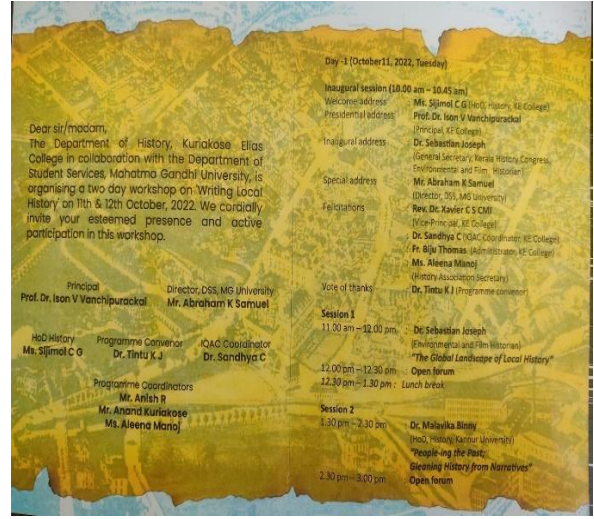 Dear sir/madam,
The Department of History, Kuriakose Elias
College in collaboration with the Department of
Student Services, Mahatma Gandhi University, is
organising a two day workshop on 'Writing Local
History' on 11th & 12th October, 2022. We cordially
invite your esteemed presence and active
participation in this workshop.
Principal
Prof. Dr. Ison V Vanchipurackal
Director, DSS, MG University
Mr. Abraham K Samuel
HoD History
Ms. Sijimol C G
Programme Convenor
Dr. Tintu K J
IQAC Coordinator
Dr. Sandhya C
Programme Coordinators
Mr. Anish R
Mr. Anand Kuriakose
Ms. Aleena Manoj
Day -1 (October11, 2022, Tuesday)
Inaugural session (10.00 am – 10.45 am)
Welcome address : Ms. Sijimol C G (HoD, History, KE College)
Presidential address : Prof. Dr. Ison V Vanchipurackal
(Principal, KE College)
Inaugural address : Dr. Sebastian Joseph
(General Secretary, Kerala History Congress,
Environmental and Film Historian)
Special address : Mr. Abraham K Samuel
(Director, DSS, MG University)
Felicitations : Rev. Dr. Xavier C S CMI
(Vice-Principal, KE College)
: Dr. Sandhya C (IQAC Coordinator, KE College)
: Fr. Biju Thomas (Administrator, KE College)
Ms. Aleena Manoj
(History Association Secretary)
Vote of thanks : Dr. Tintu K J (Programme convenor)
Session 1
11.00 am – 12.00 pm : Dr. Sebastian Joseph
(Environmental and Film Historian)
"The Global Landscape of Local History"
12.00 pm – 12.30 pm : Open forum
12.30 pm – 1.30 pm : Lunch break
Session 2
1.30 pm – 2.30 pm : Dr. Malavika Binny
(HoD, History, Kannur University)
"People-ing the Past;
Gleaning History from Narratives"
2.30 pm – 3.00 pm : Open forum